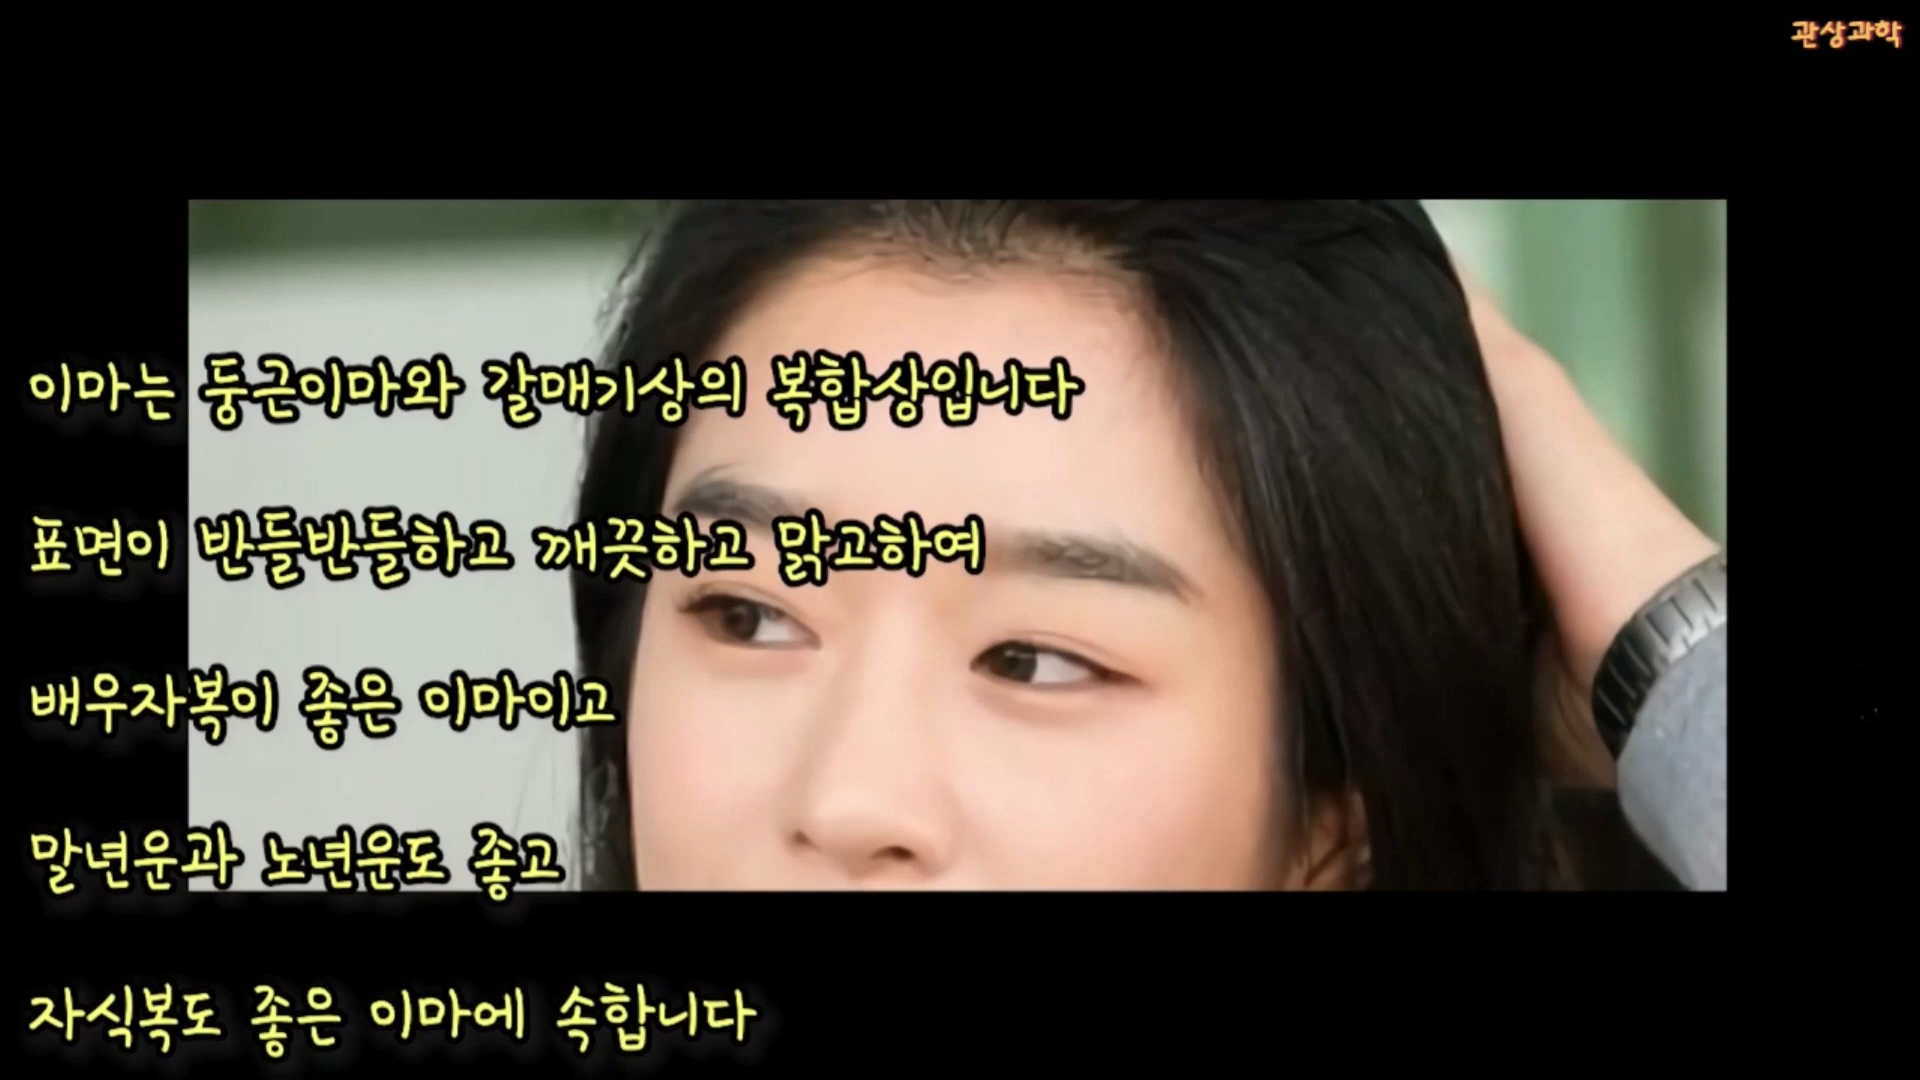 관상과학
이마는 둥근이마와 갈매기상의 복합상입니다
표면이 반들반들하고 깨끗하고 맑고하여
배우자복이 좋은 이마이고
말년운과 노년운도 좋고
자식복도 좋은 이마에 속합니다